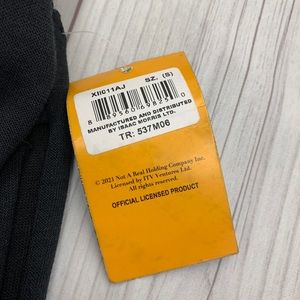 XII011AJ SZ. (S)
MANUFACTURED AND DISTRIBUTED
BY ISAAC MORRIS LTD.
TR: 537M06
© 2021 Not A Real Holding Company Inc.
Licensed by ITV Ventures Ltd.
All rights reserved.
OFFICIAL LICENSED PRODUCT